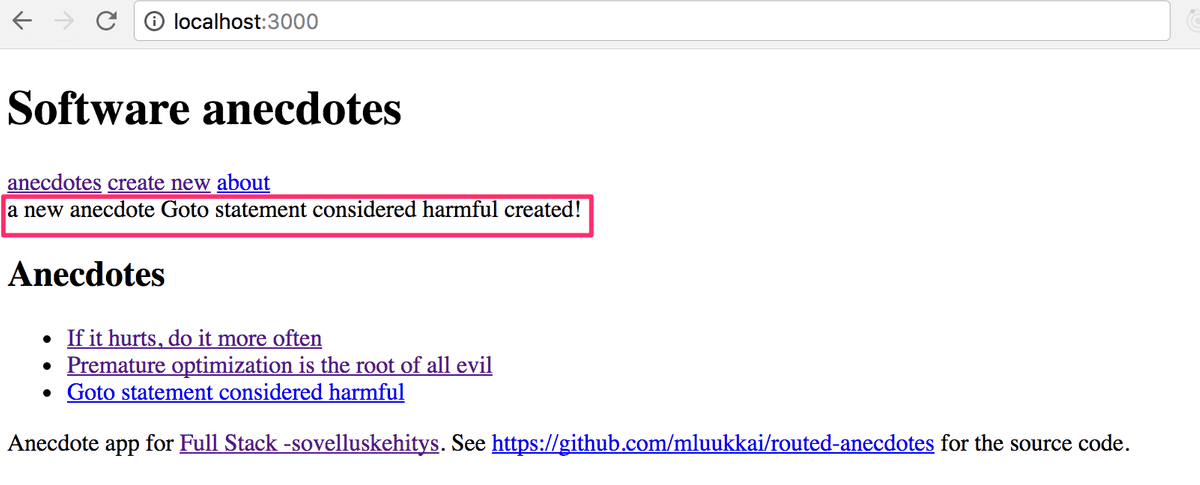 localhost:3000
Software anecdotes
anecdotes create new about
a new anecdote Goto statement considered harmful created!
Anecdotes
If it hurts, do it more often
Premature optimization is the root of all evil
Goto statement considered harmful
Anecdote app for Full Stack -sovelluskehitys. See https://github.com/mluukkai/routed-anecdotes for the source code.